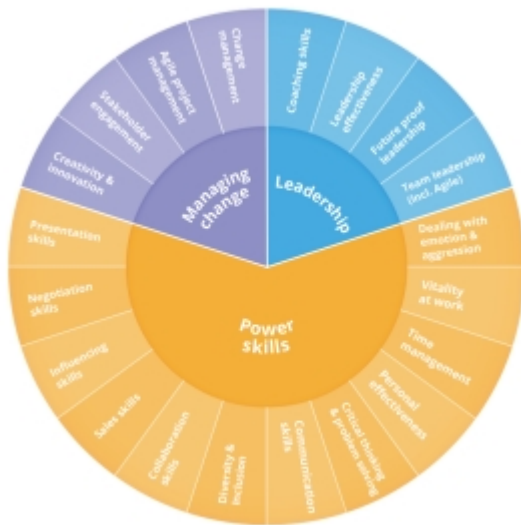 Change
management
Agile project
management
Stakeholder
engagement
Creativity &
innovation
Managing
change
Coaching skills
Leadership
effectiveness
Future proof
leadership
Team leadership
(incl. Agile)
Leadership
Dealing with
emotion &
aggression
Vitality
at work
Time
management
Personal
effectiveness
Critical thinking
& problem solving
Communication
skills
Diversity &
Inclusion
Collaboration
skills
Sales skills
Influencing
skills
Negotiation
skills
Presentation
skills
Power
skills